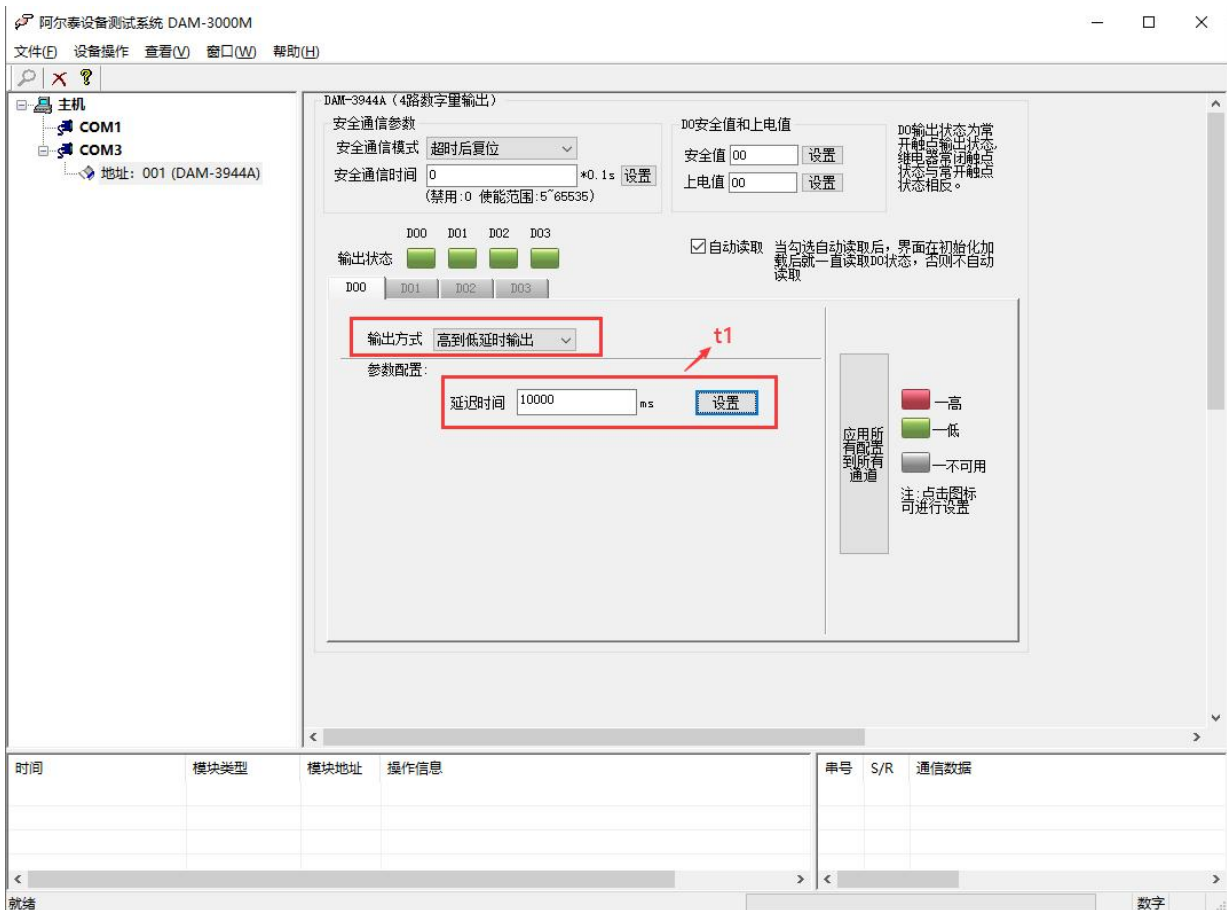 阿尔泰设备测试系统 DAM-3000M
文件(F) 设备操作 查看(V) 窗口(W) 帮助(H)
主机
COM1
COM3
地址：001 (DAM-3944A)
DAM-3944A（4路数字量输出）
安全通信参数
安全通信模式 超时后复位
安全通信时间 0 *0.1s 设置
(禁用:0 使能范围:5~65535)
DO安全值和上电值
安全值 00 设置
上电值 00 设置
DO输出状态为常
开触点输出状态,
继电器常闭触点
状态与常开触点
状态相反。
DO0 DO1 DO2 DO3
输出状态
自动读取 当勾选自动读取后，界面在初始化加
载后就一直读取DO状态，否则不自动
读取
DO0 DO1 DO2 DO3
输出方式 高到低延时输出
t1
参数配置:
延迟时间 10000 ms 设置
应用所
有配置
到所有
通道
—高
—低
—不可用
注:点击图标
可进行设置
时间 模块类型 模块地址 操作信息
串号 S/R 通信数据
就绪 数字